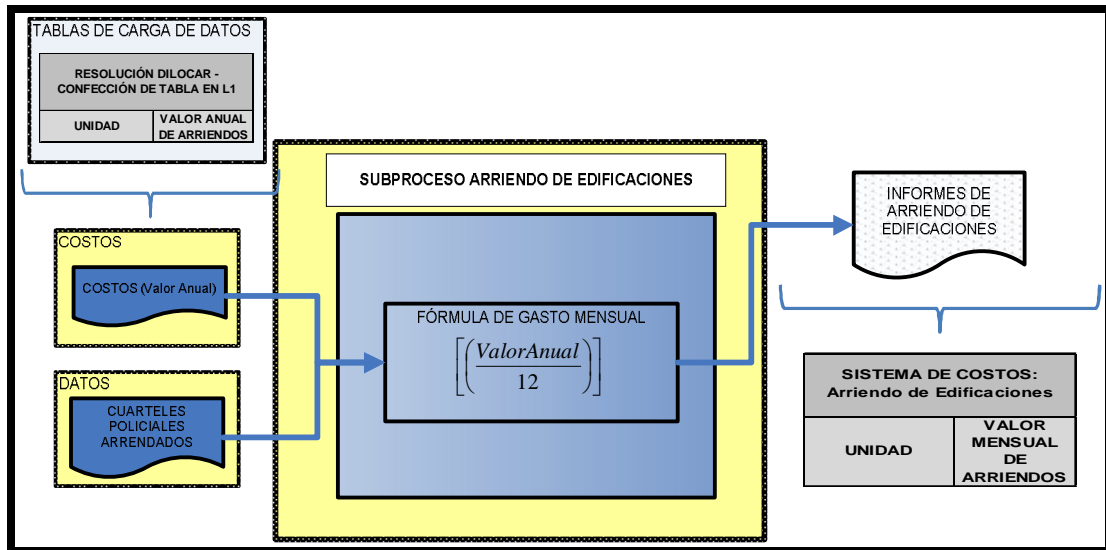 TABLAS DE CARGA DE DATOS
RESOLUCIÓN DILOCAR -
CONFECCIÓN DE TABLA EN L1
UNIDAD
VALOR ANUAL
DE ARRIENDOS
COSTOS
COSTOS (Valor Anual)
DATOS
CUARTELES
POLICIALES
ARRENDADOS
SUBPROCESO ARRIENDO DE EDIFICACIONES
FÓRMULA DE GASTO MENSUAL
[(ValorAnual
12)]
INFORMES DE
ARRIENDO DE
EDIFICACIONES
SISTEMA DE COSTOS:
Arriendo de Edificaciones
UNIDAD
VALOR
MENSUAL
DE
ARRIENDOS